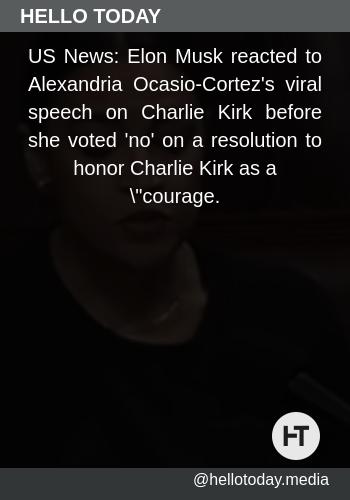 HELLO TODAY
US News: Elon Musk reacted to
Alexandria Ocasio-Cortez's viral
speech on Charlie Kirk before
she voted 'no' on a resolution to
honor Charlie Kirk as a
\"courage.
HT
@hellotoday.media